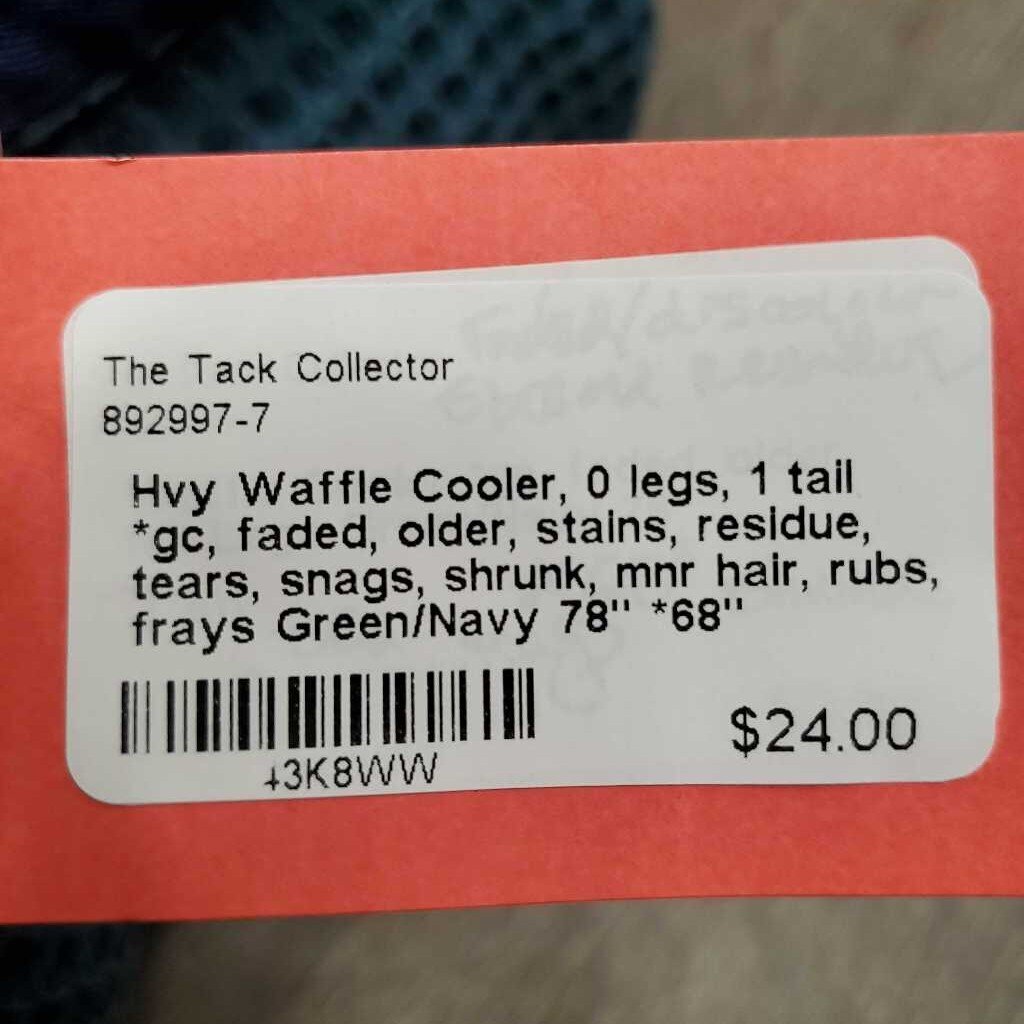 The Tack Collector
892997-7
Hvy Waffle Cooler, 0 legs, 1 tail
*gc, faded, older, stains, residue,
tears, snags, shrunk, mnr hair, rubs,
frays Green/Navy 78" *68"
$24.00
43K8WW